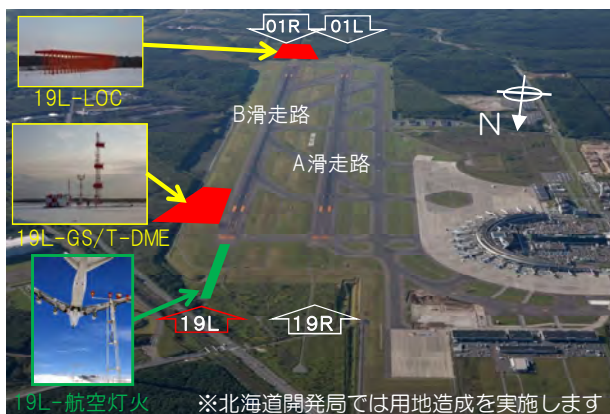 01R 01L
19L-LOC
B滑走路
A滑走路
N
19L-GS/T-DME
19L 19R
19L-航空灯火
※北海道開発局では用地造成を実施します